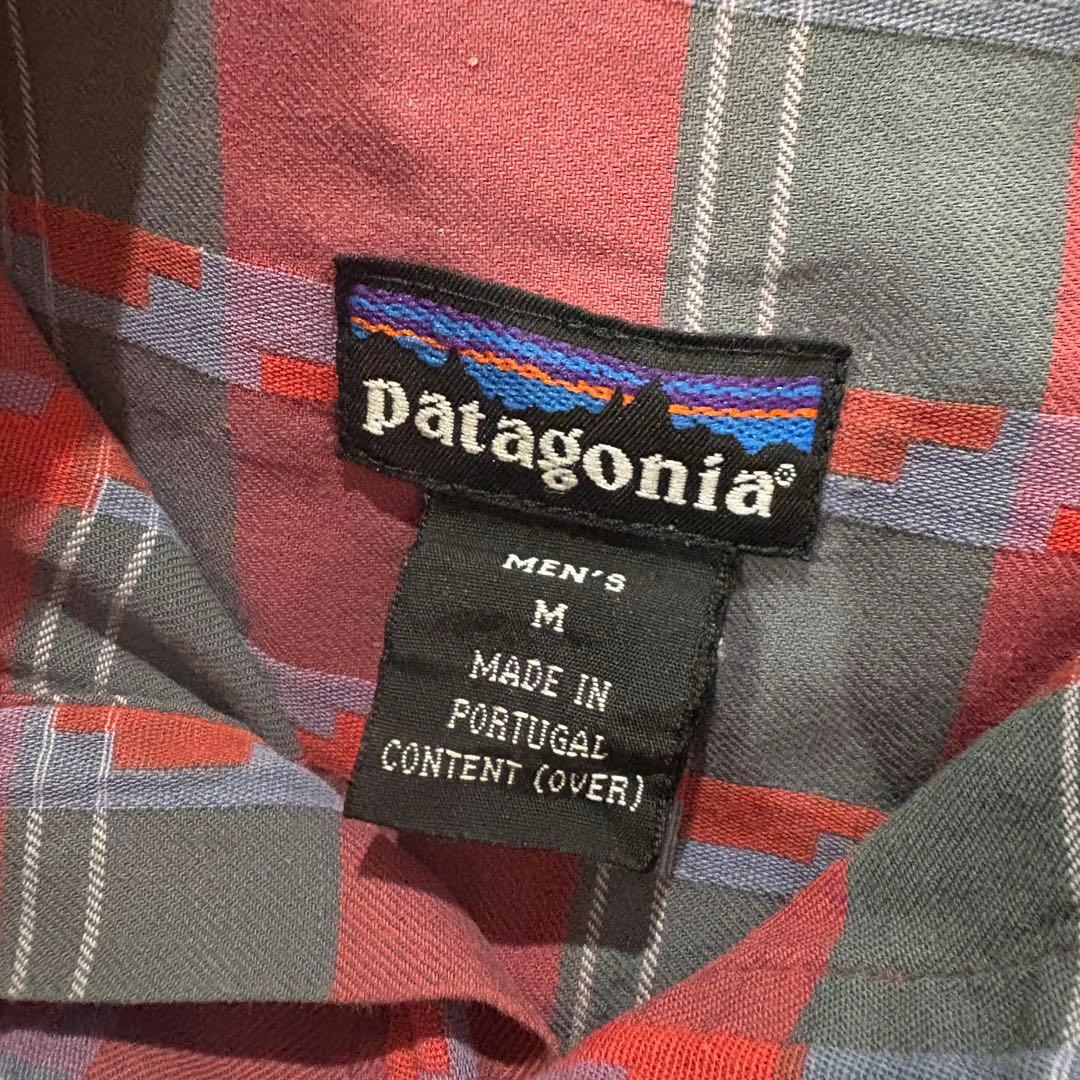 patagonia®
MEN'S
M
MADE IN
PORTUGAL
CONTENT (OVER)